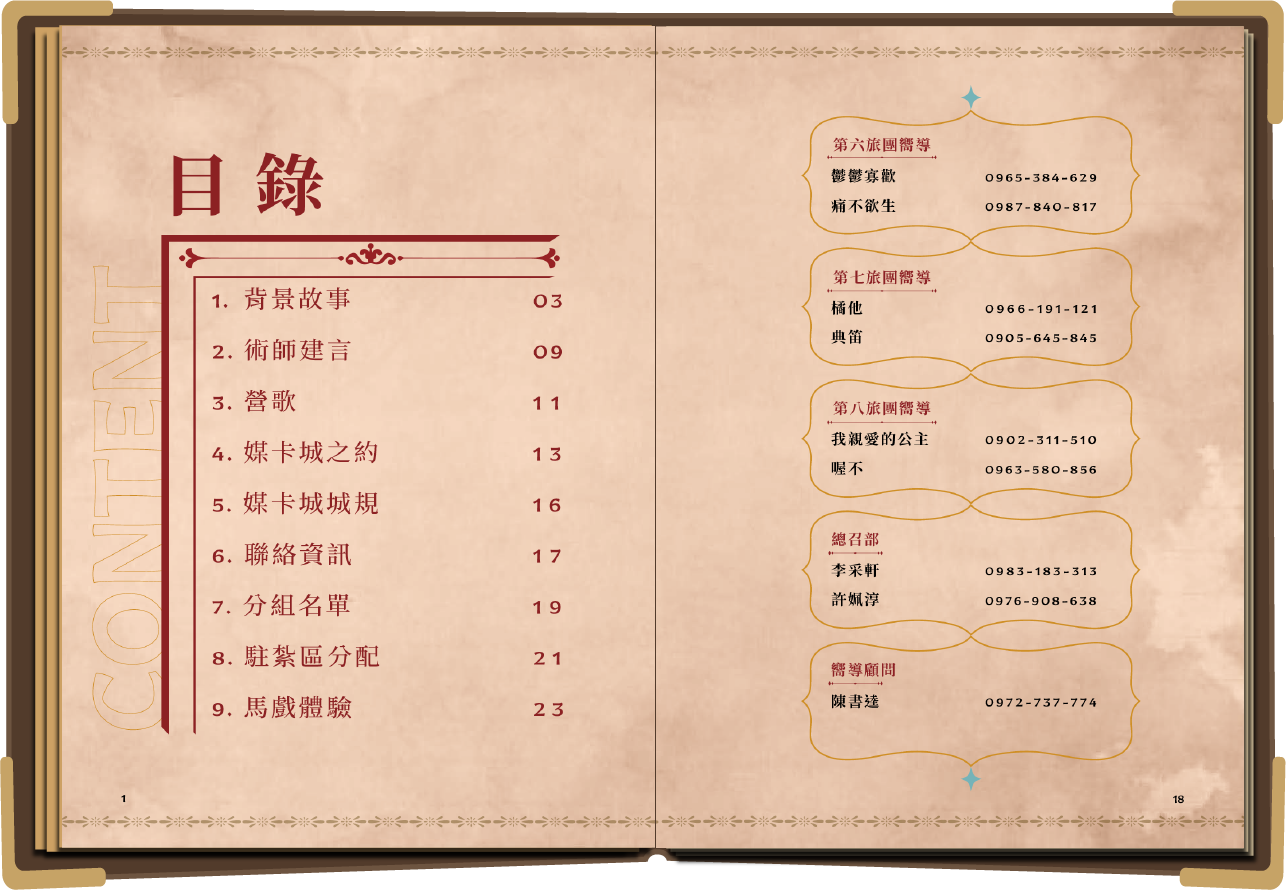 目錄
CONTENT
1. 背景故事 03
2. 術師建言 09
3. 營歌 11
4. 媒卡城之約 13
5. 媒卡城城規 16
6. 聯絡資訊 17
7. 分組名單 19
8. 駐紮區分配 21
9. 馬戲體驗 23
1
第六旅團嚮導
鬱鬱寡歡 0965-384-629
痛不欲生 0987-840-817
第七旅團嚮導
橘他 0966-191-121
典笛 0905-645-845
第八旅團嚮導
我親愛的公主 0902-311-510
喔不 0963-580-856
總召部
李采軒 0983-183-313
許姵淳 0976-908-638
嚮導顧問
陳書逹 0972-737-774
18